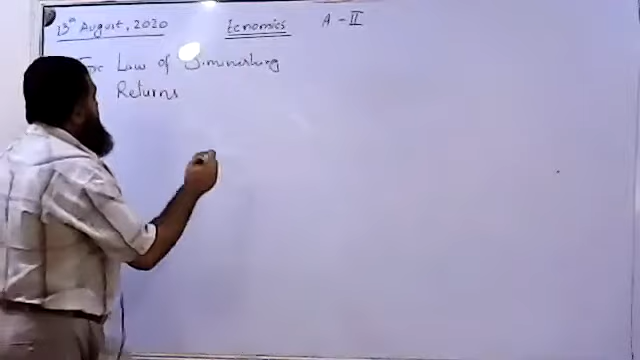 13th August, 2020 Economics A - II
Law of Diminishing
Returns